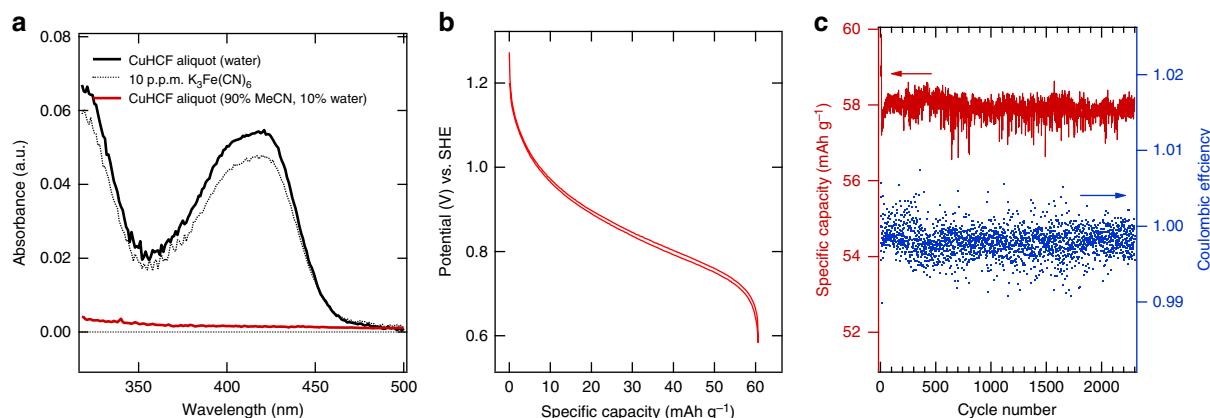 a
0.08
0.06
0.04
0.02
0.00
Absorbance (a.u.)
CuHCF aliquot (water)
10 p.p.m. K₃Fe(CN)₆
CuHCF aliquot (90% MeCN, 10% water)
350
400
450
500
Wavelength (nm)
b
1.2
1.0
0.8
0.6
Potential (V) vs. SHE
0
10
20
30
40
50
60
Specific capacity (mAh g⁻¹)
c
60
58
56
54
52
Specific capacity (mAh g⁻¹)
1.02
1.01
1.00
0.99
Coulombic effciency
0
500
1000
1500
2000
Cycle number